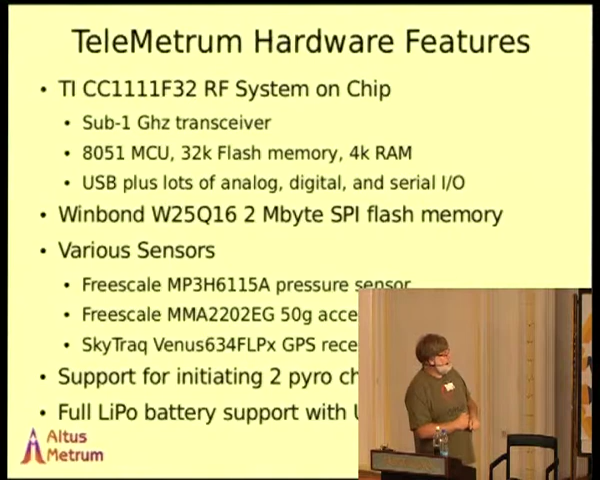 TeleMetrum Hardware Features
• TI CC1111F32 RF System on Chip
• Sub-1 Ghz transceiver
• 8051 MCU, 32k Flash memory, 4k RAM
• USB plus lots of analog, digital, and serial I/O
• Winbond W25Q16 2 Mbyte SPI flash memory
• Various Sensors
• Freescale MP3H6115A pressure sensor
• Freescale MMA2202EG 50g acce
• SkyTraq Venus634FLPx GPS rece
• Support for initiating 2 pyro ch
• Full LiPo battery support with U
Altus
Metrum